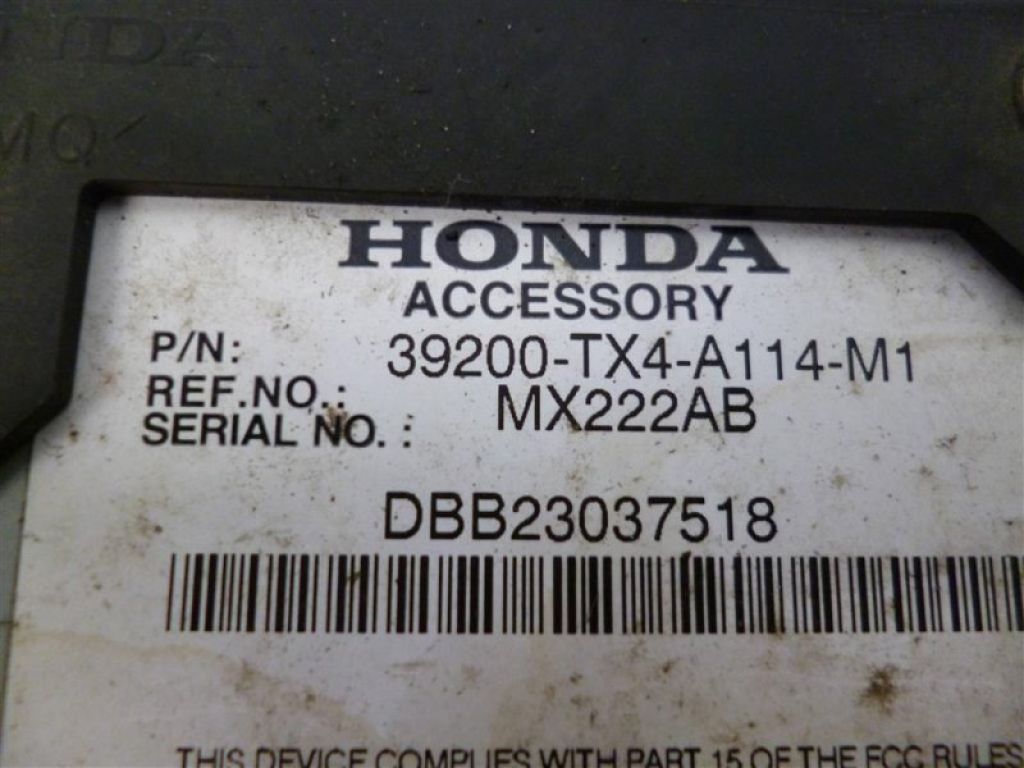 MQ<
HONDA
ACCESSORY
P/N: 39200-TX4-A114-M1
REF.NO.: MX222AB
SERIAL NO. :
DBB23037518
THIS DEVICE COMPLIES WITH PART 15 OF THE FCC RULES